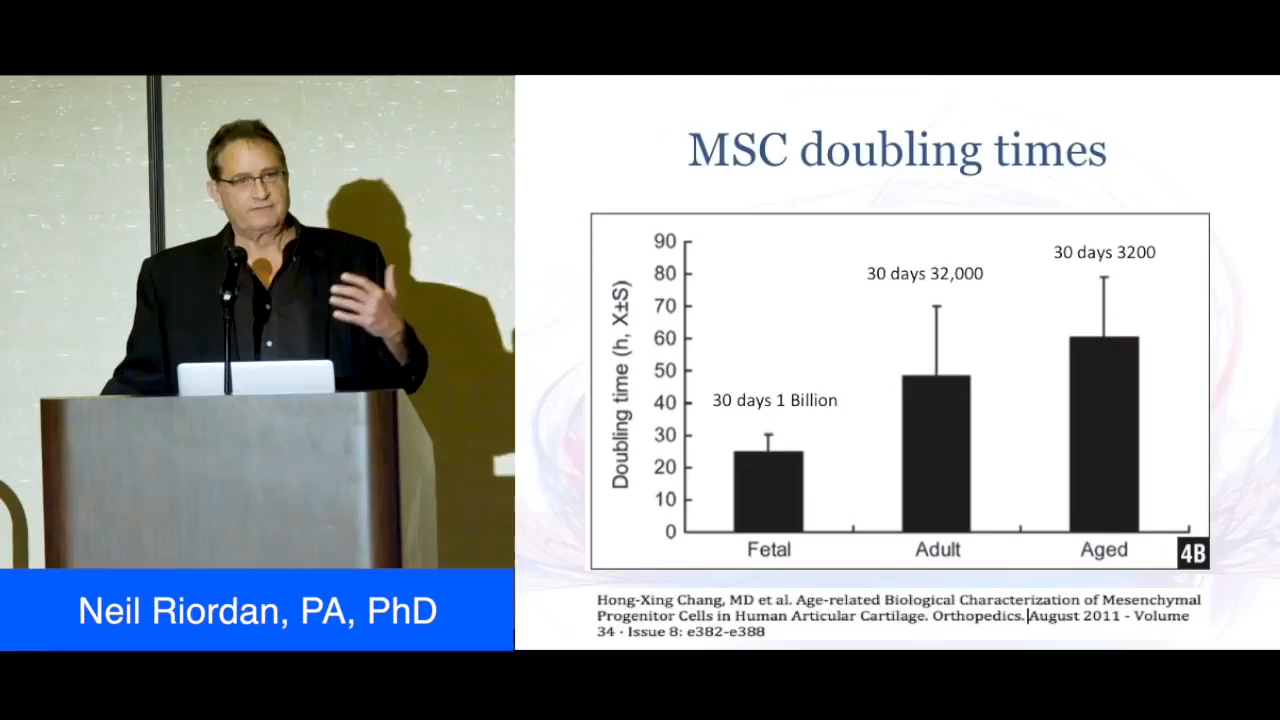 MSC doubling times
Doubling time (h, X±S)
90
80
70
60
50
40
30
20
10
0
30 days 1 Billion
30 days 32,000
30 days 3200
Fetal
Adult
Aged
4B
Hong-Xing Chang, MD et al. Age-related Biological Characterization of Mesenchymal
Progenitor Cells in Human Articular Cartilage. Orthopedics. August 2011 - Volume
34 · Issue 8: e382-e388
Neil Riordan, PA, PhD